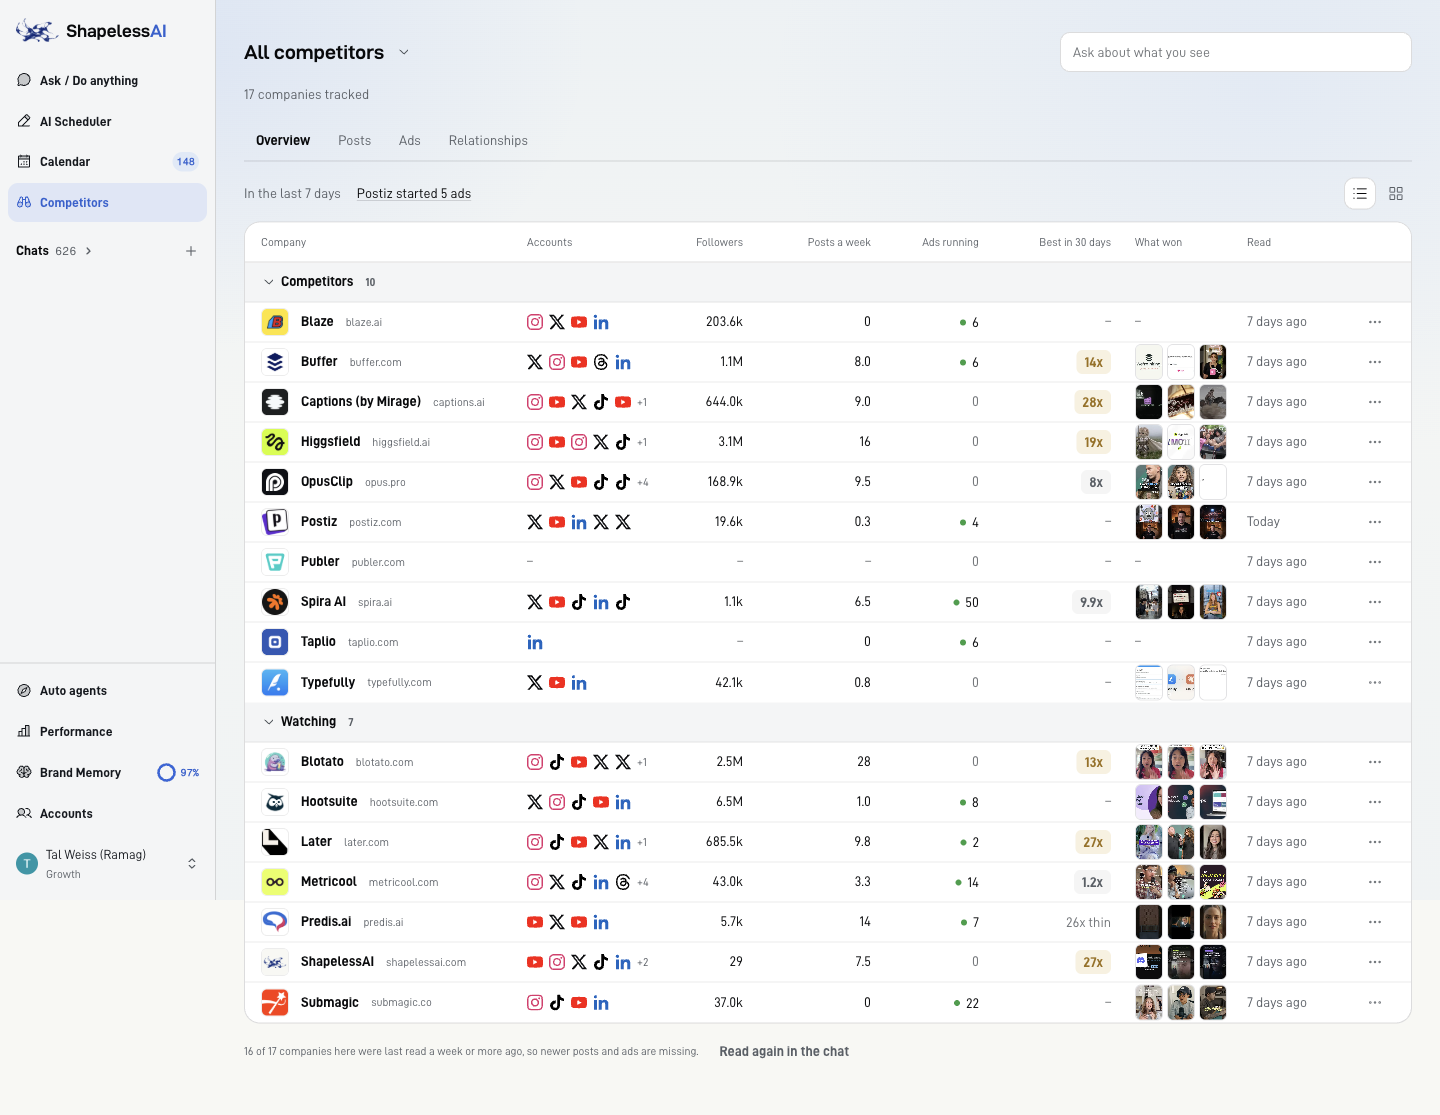 ShapelessAI
Ask / Do anything
AI Scheduler
Calendar 148
Competitors
Chats 626
Auto agents
Performance
Brand Memory 97%
Accounts
T Tal Weiss (Ramag)
Growth
All competitors
Ask about what you see
17 companies tracked
Overview Posts Ads Relationships
In the last 7 days Postiz started 5 ads
Company Accounts Followers Posts a week Ads running Best in 30 days What won Read
Competitors 10
Blaze blaze.ai 203.6k 0 6 – – 7 days ago
Buffer buffer.com 1.1M 8.0 6 14x 7 days ago
Captions (by Mirage) captions.ai +1 644.0k 9.0 0 28x 7 days ago
Higgsfield higgsfield.ai +1 3.1M 16 0 19x 7 days ago
OpusClip opus.pro +4 168.9k 9.5 0 8x 7 days ago
Postiz postiz.com 19.6k 0.3 4 – Today
Publer publer.com – – – 0 – – 7 days ago
Spira AI spira.ai 1.1k 6.5 50 9.9x 7 days ago
Taplio taplio.com – 0 6 – – 7 days ago
Typefully typefully.com 42.1k 0.8 0 – 7 days ago
Watching 7
Blotato blotato.com +1 2.5M 28 0 13x 7 days ago
Hootsuite hootsuite.com 6.5M 1.0 8 – 7 days ago
Later later.com +1 685.5k 9.8 2 27x 7 days ago
Metricool metricool.com +4 43.0k 3.3 14 1.2x 7 days ago
Predis.ai predis.ai 5.7k 14 7 26x thin 7 days ago
ShapelessAI shapelessai.com +2 29 7.5 0 27x 7 days ago
Submagic submagic.co 37.0k 0 22 – 7 days ago
16 of 17 companies here were last read a week or more ago, so newer posts and ads are missing. Read again in the chat